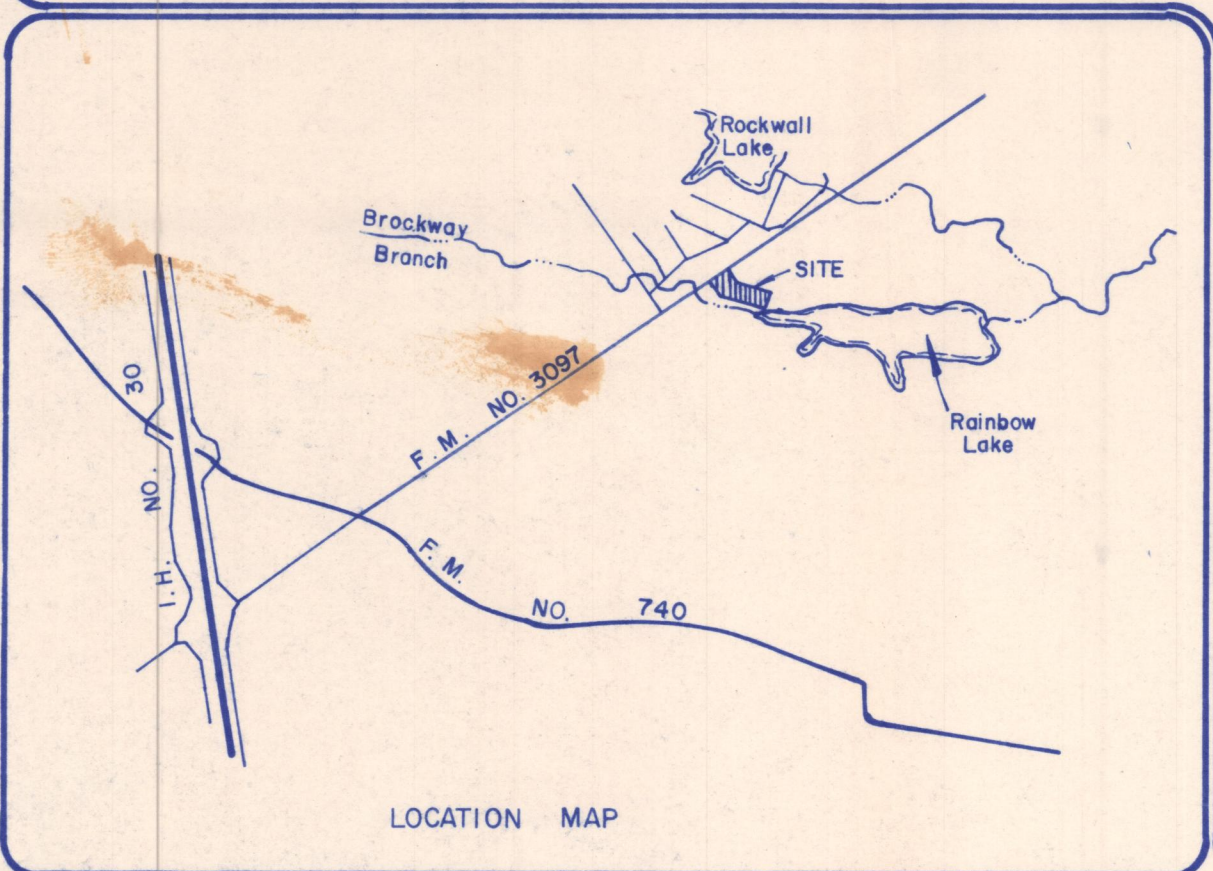 Rockwall
Lake
Brockway
Branch
SITE
Rainbow
Lake
I.H. NO. 30
F. M. NO. 3097
F. M. NO. 740
LOCATION MAP